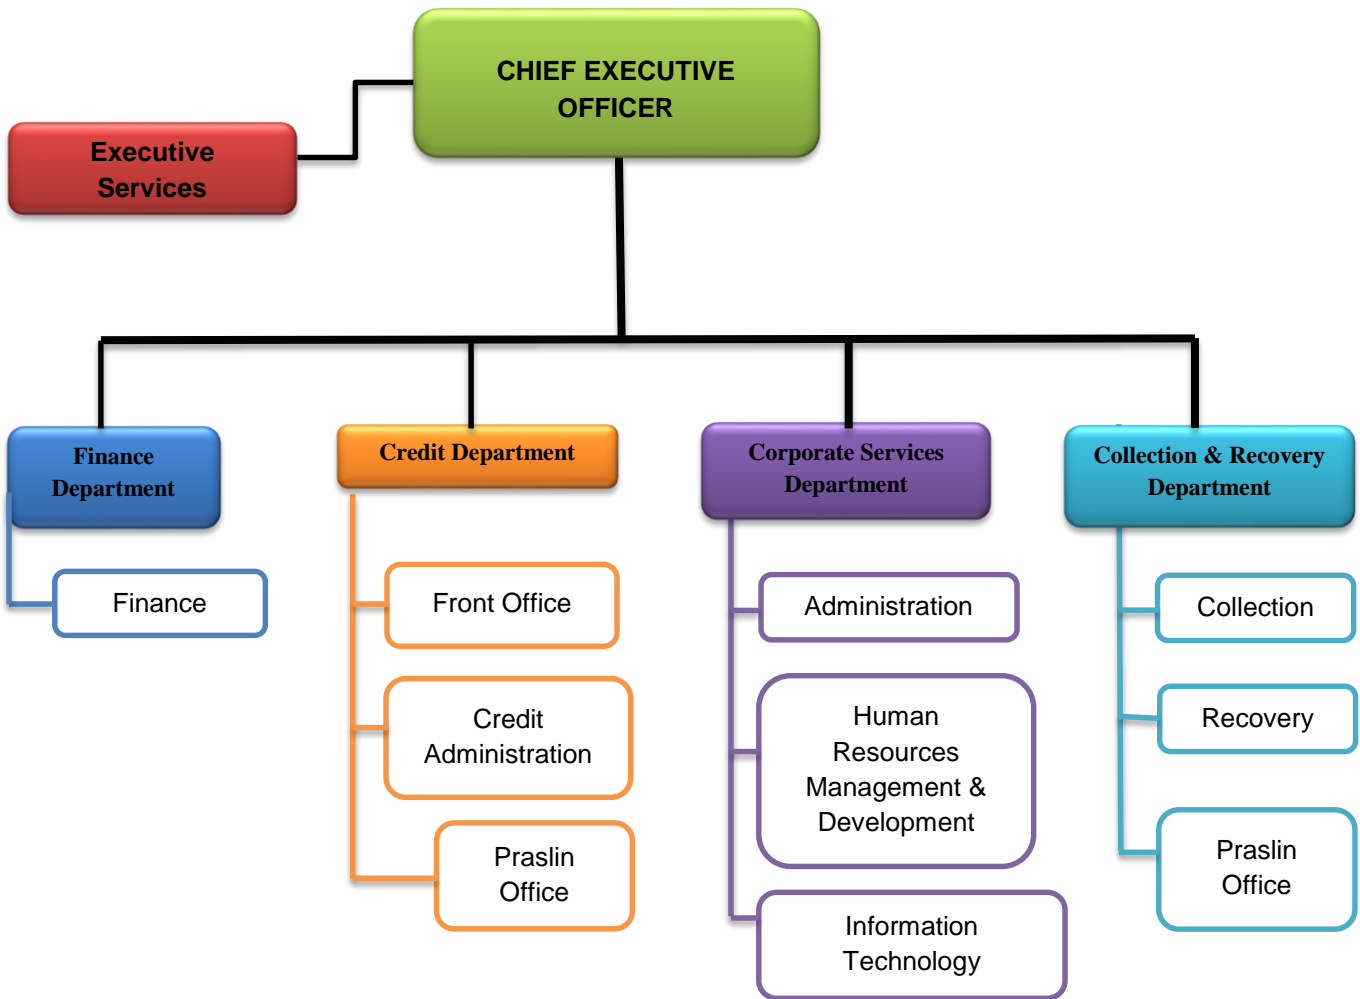 CHIEF EXECUTIVE
OFFICER
Executive
Services
Finance
Department
Credit Department
Corporate Services
Department
Collection & Recovery
Department
Finance
Front Office
Credit
Administration
Praslin
Office
Administration
Human
Resources
Management &
Development
Information
Technology
Collection
Recovery
Praslin
Office